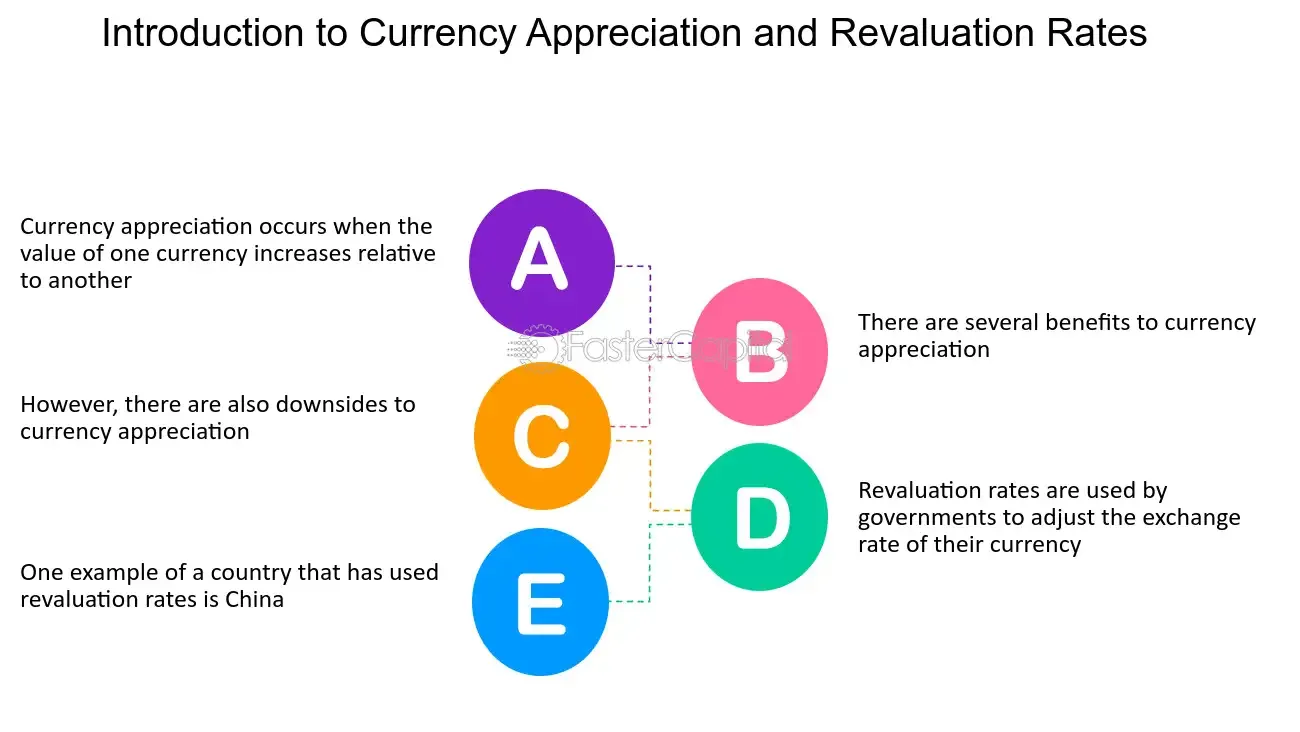 Introduction to Currency Appreciation and Revaluation Rates
A
Currency appreciation occurs when the
value of one currency increases relative
to another
B
There are several benefits to currency
appreciation
FasterCapital
C
However, there are also downsides to
currency appreciation
D
Revaluation rates are used by
governments to adjust the exchange
rate of their currency
E
One example of a country that has used
revaluation rates is China